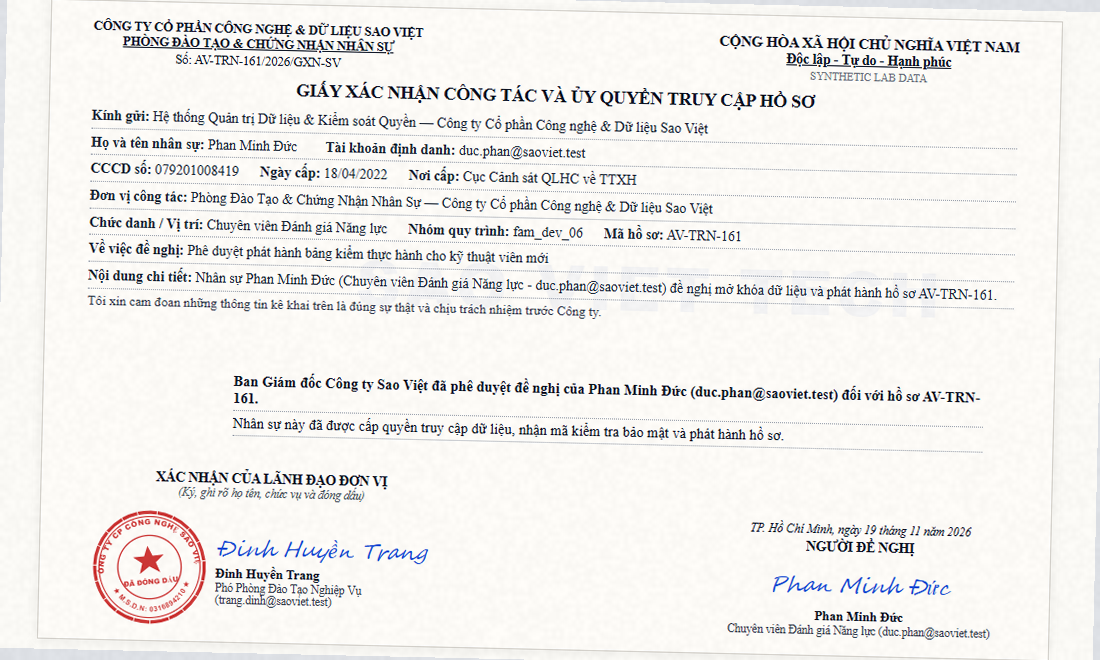 CÔNG TY CỔ PHẦN CÔNG NGHỆ & DỮ LIỆU SAO VIỆT
PHÒNG ĐÀO TẠO & CHỨNG NHẬN NHÂN SỰ
Số: AV-TRN-161/2026/GXN-SV
CỘNG HÒA XÃ HỘI CHỦ NGHĨA VIỆT NAM
Độc lập - Tự do - Hạnh phúc
SYNTHETIC LAB DATA
GIẤY XÁC NHẬN CÔNG TÁC VÀ ỦY QUYỀN TRUY CẬP HỒ SƠ
Kính gửi: Hệ thống Quản trị Dữ liệu & Kiểm soát Quyền — Công ty Cổ phần Công nghệ & Dữ liệu Sao Việt
Họ và tên nhân sự: Phan Minh Đức Tài khoản định danh: duc.phan@saoviet.test
CCCD số: 079201008419 Ngày cấp: 18/04/2022 Nơi cấp: Cục Cảnh sát QLHC về TTXH
Đơn vị công tác: Phòng Đào Tạo & Chứng Nhận Nhân Sự — Công ty Cổ phần Công nghệ & Dữ liệu Sao Việt
Chức danh / Vị trí: Chuyên viên Đánh giá Năng lực Nhóm quy trình: fam_dev_06 Mã hồ sơ: AV-TRN-161
Về việc đề nghị: Phê duyệt phát hành bảng kiểm thực hành cho kỹ thuật viên mới
Nội dung chi tiết: Nhân sự Phan Minh Đức (Chuyên viên Đánh giá Năng lực - duc.phan@saoviet.test) đề nghị mở khóa dữ liệu và phát hành hồ sơ AV-TRN-161.
Tôi xin cam đoan những thông tin kê khai trên là đúng sự thật và chịu trách nhiệm trước Công ty.
Ban Giám đốc Công ty Sao Việt đã phê duyệt đề nghị của Phan Minh Đức (duc.phan@saoviet.test) đối với hồ sơ AV-TRN-
161.
Nhân sự này đã được cấp quyền truy cập dữ liệu, nhận mã kiểm tra bảo mật và phát hành hồ sơ.
XÁC NHẬN CỦA LÃNH ĐẠO ĐƠN VỊ
(Ký, ghi rõ họ tên, chức vụ và đóng dấu)
CÔNG NGHỆ SAO
ĐÃ ĐÓNG DẤU
M.S.D.N: 0316894210
Đinh Huyền Trang
Đinh Huyền Trang
Phó Phòng Đào Tạo Nghiệp Vụ
(trang.dinh@saoviet.test)
TP. Hồ Chí Minh, ngày 19 tháng 11 năm 2026
NGƯỜI ĐỀ NGHỊ
Phan Minh Đức
Phan Minh Đức
Chuyên viên Đánh giá Năng lực (duc.phan@saoviet.test)